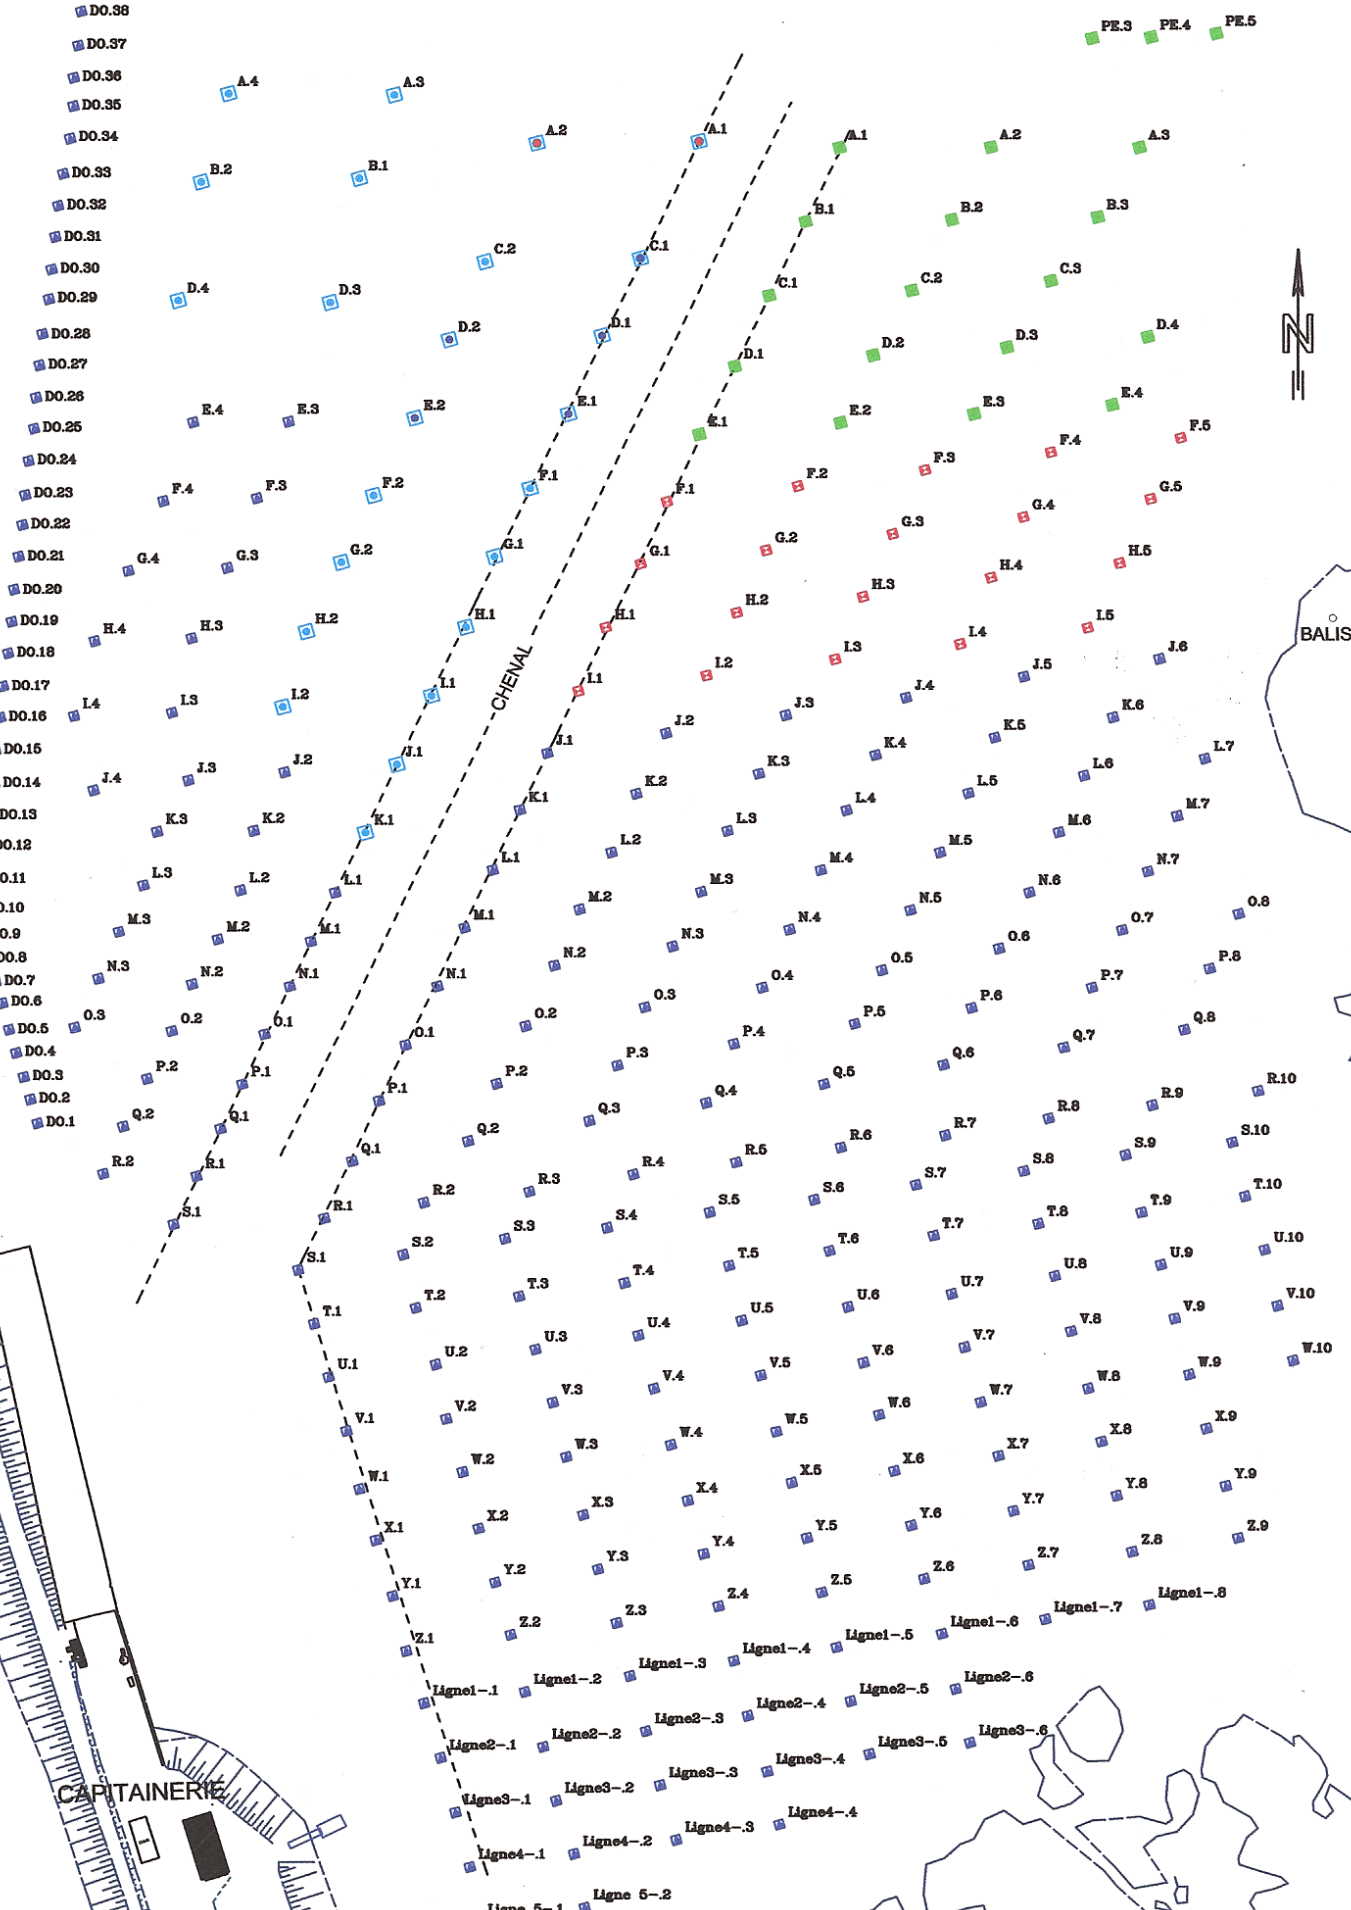 DO.38
DO.37
PE.3 PE.4 PE.5
DO.36
A.4 A.3
DO.35
DO.34
A.2 A.1 A.1 A.2 A.3
DO.33
B.2 B.1
DO.32
B.1 B.2 B.3
DO.31
C.2 C.1
DO.30
D.4 D.3 C.1 C.2 C.3
DO.29
DO.28
D.2 D.1 D.1 D.2 D.3 D.4
DO.27
DO.26
E.4 E.3 E.2 E.1 E.1 E.2 E.3 E.4
DO.25
DO.24
F.4 F.3 F.2 F.1 F.1 F.2 F.3 F.4 F.5
DO.23
DO.22
G.4 G.3 G.2 G.1 G.1 G.2 G.3 G.4 G.5
DO.21
DO.20
H.4 H.3 H.2 H.1 H.1 H.2 H.3 H.4 H.5
DO.19
DO.18
N
BALIS
CHENAL
DO.17
I.4 I.3 I.2 I.1 I.1 I.2 I.3 I.4 I.5
DO.16
DO.15
J.4 J.3 J.2 J.1 J.1 J.2 J.3 J.4 J.5 J.6
DO.14
DO.13
K.3 K.2 K.1 K.1 K.2 K.3 K.4 K.5 K.6
DO.12
L.3 L.2 L.1 L.1 L.2 L.3 L.4 L.5 L.6 L.7
0.11
0.10
M.3 M.2 M.1 M.1 M.2 M.3 M.4 M.5 M.6 M.7
0.9
DO.8
N.3 N.2 N.1 N.1 N.2 N.3 N.4 N.5 N.6 N.7
DO.7
DO.6
O.3 O.2 O.1 O.1 O.2 O.3 O.4 O.5 O.6 O.7 O.8
DO.5
DO.4
P.2 P.1 P.1 P.2 P.3 P.4 P.5 P.6 P.7 P.8
DO.3
DO.2
Q.2 Q.1 Q.1 Q.2 Q.3 Q.4 Q.5 Q.6 Q.7 Q.8
DO.1
R.2 R.1 R.1 R.2 R.3 R.4 R.5 R.6 R.7 R.8 R.9 R.10
S.1 S.1 S.2 S.3 S.4 S.5 S.6 S.7 S.8 S.9 S.10
T.1 T.2 T.3 T.4 T.5 T.6 T.7 T.8 T.9 T.10
U.1 U.2 U.3 U.4 U.5 U.6 U.7 U.8 U.9 U.10
V.1 V.2 V.3 V.4 V.5 V.6 V.7 V.8 V.9 V.10
W.1 W.2 W.3 W.4 W.5 W.6 W.7 W.8 W.9 W.10
X.1 X.2 X.3 X.4 X.5 X.6 X.7 X.8 X.9
Y.1 Y.2 Y.3 Y.4 Y.5 Y.6 Y.7 Y.8 Y.9
Z.1 Z.2 Z.3 Z.4 Z.5 Z.6 Z.7 Z.8 Z.9
Ligne1-.1 Ligne1-.2 Ligne1-.3 Ligne1-.4 Ligne1-.5 Ligne1-.6 Ligne1-.7 Ligne1-.8
Ligne2-.1 Ligne2-.2 Ligne2-.3 Ligne2-.4 Ligne2-.5 Ligne2-.6
Ligne3-.1 Ligne3-.2 Ligne3-.3 Ligne3-.4 Ligne3-.5 Ligne3-.6
CAPITAINERIE
Ligne4-.1 Ligne4-.2 Ligne4-.3 Ligne4-.4
Ligne 5-.1 Ligne 5-.2